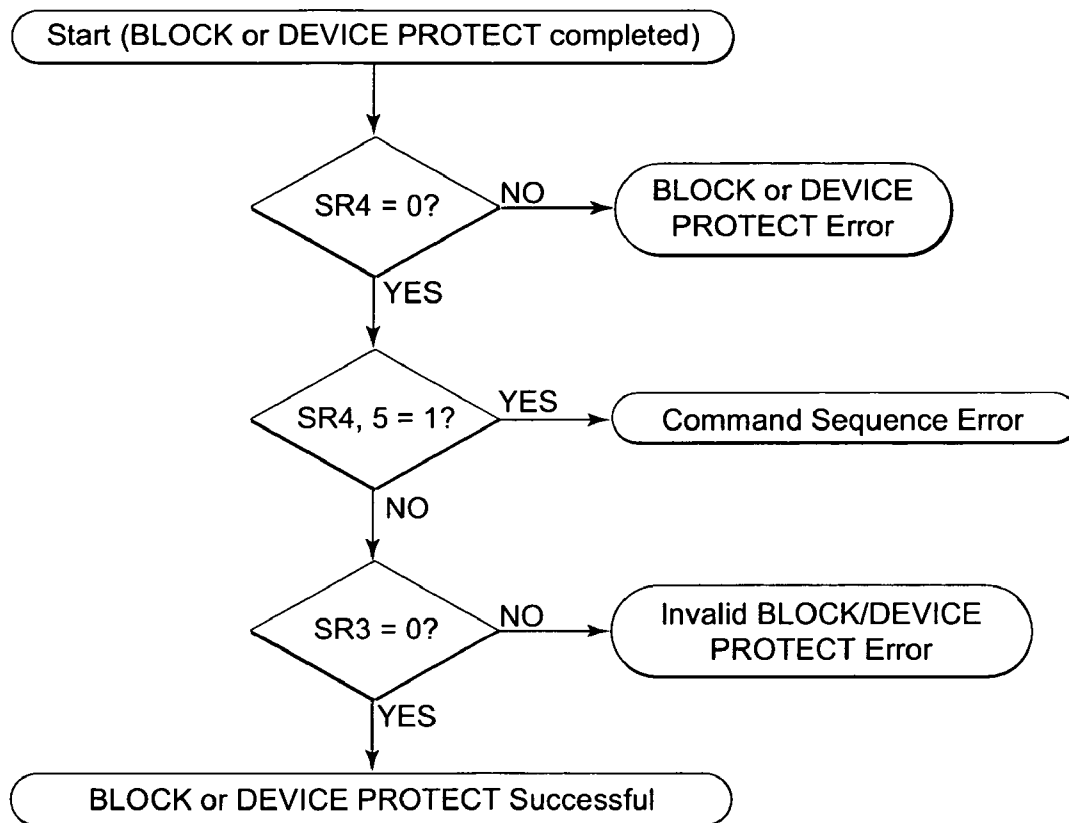 Start (BLOCK or DEVICE PROTECT completed)
SR4 = 0?
NO
BLOCK or DEVICE
PROTECT Error
YES
SR4, 5 = 1?
YES
Command Sequence Error
NO
SR3 = 0?
NO
Invalid BLOCK/DEVICE
PROTECT Error
YES
BLOCK or DEVICE PROTECT Successful